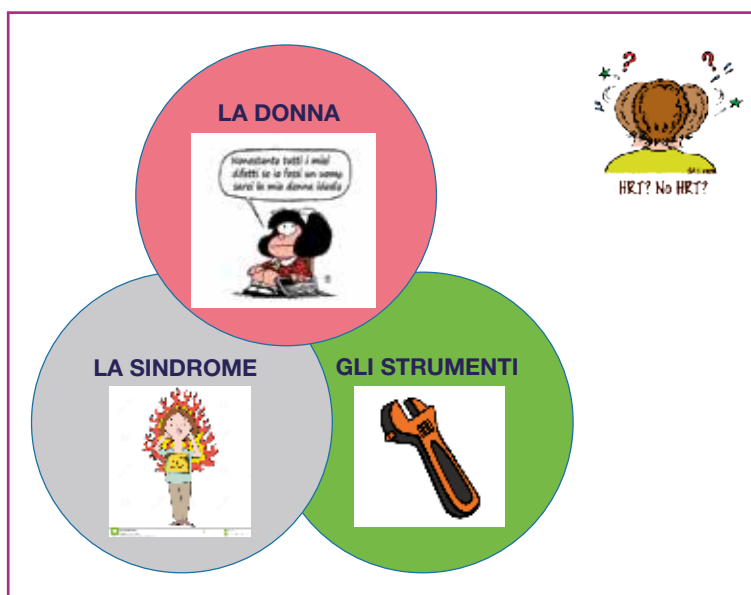 LA DONNA
Nonostante tutti i miei
difetti se io fossi un uomo
sarei la mia donna ideale
? ?
HRT? No HRT?
LA SINDROME
GLI STRUMENTI